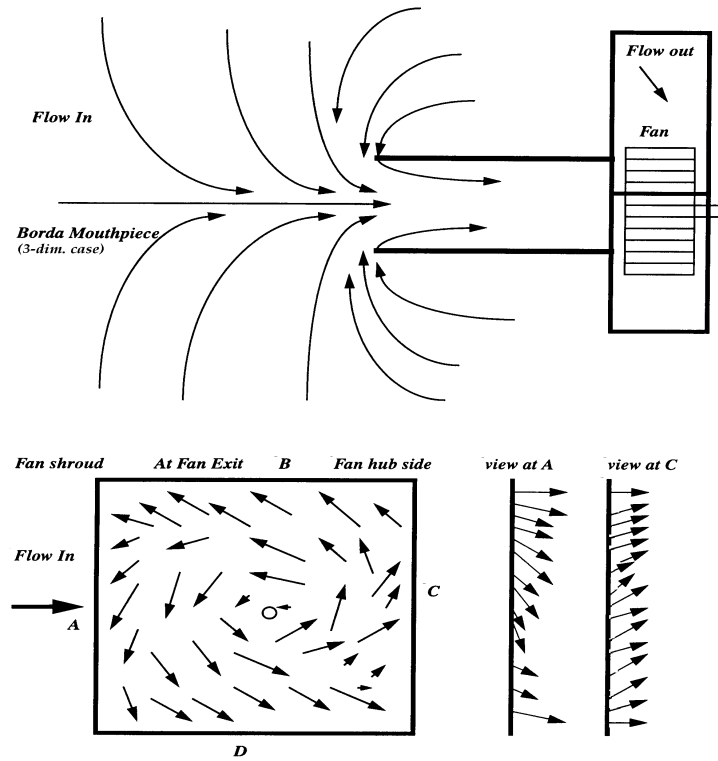 Flow out
Flow In
Fan
Borda Mouthpiece
(3-dim. case)
Fan shroud At Fan Exit B Fan hub side view at A view at C
Flow In
C
A
D